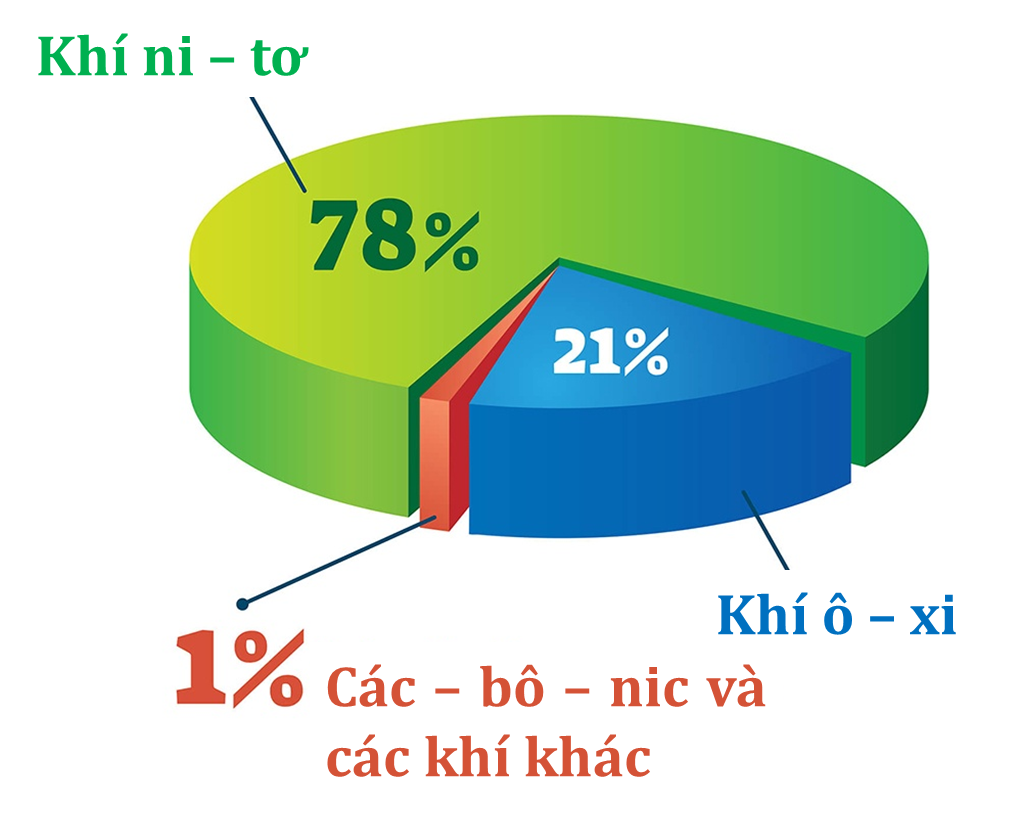 Khí ni – tơ
78%
21%
Khí ô – xi
1% Các – bô – nic và
các khí khác